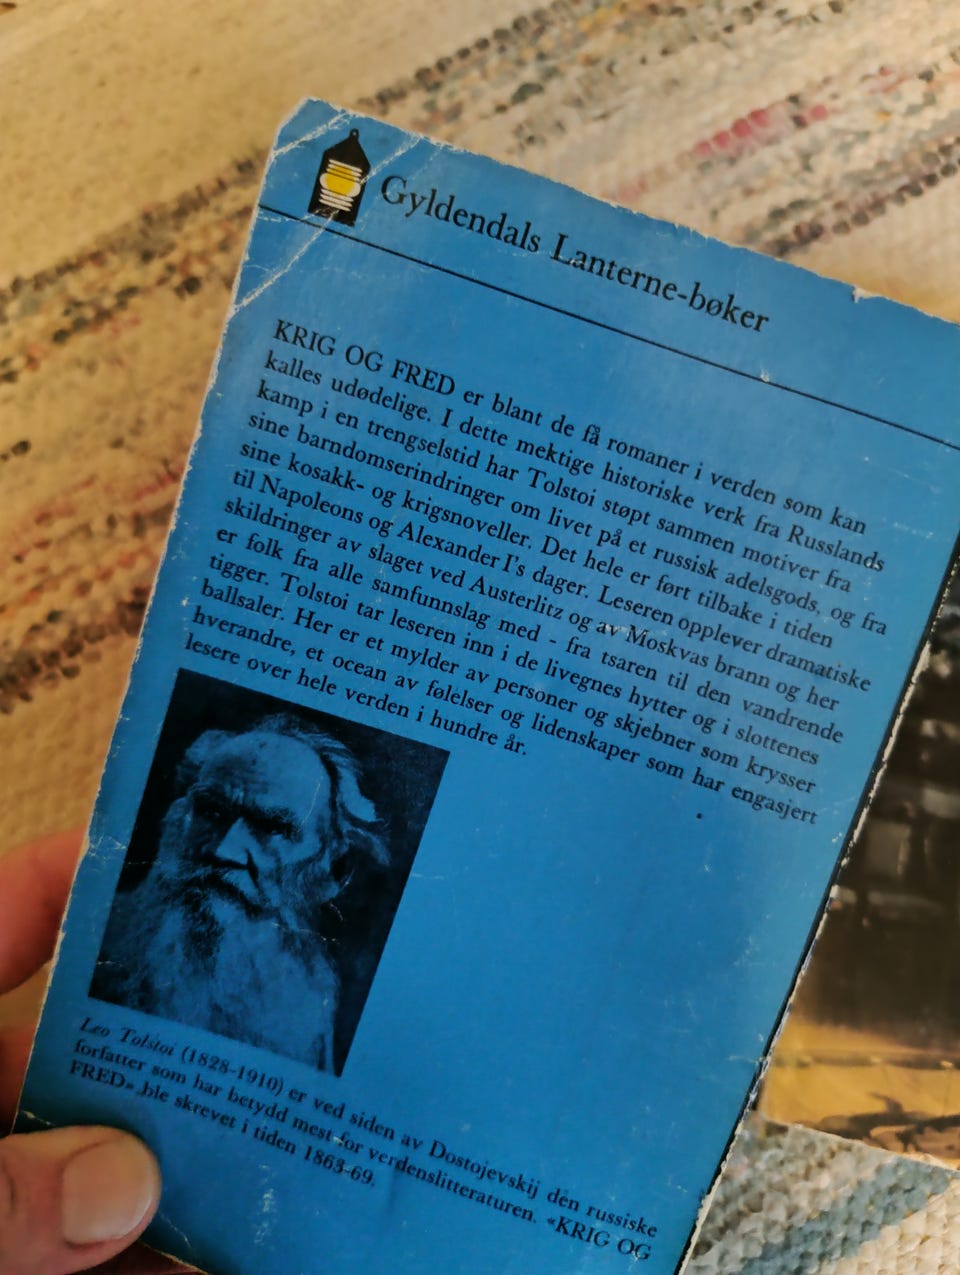 Gyldendals Lanterne-bøker
KRIG OG FRED er blant de få romaner i verden som kan
kalles udødelige. I dette mektige historiske verk fra Russlands
kamp i en trengselstid har Tolstoi støpt sammen motiver fra
sine barndomserindringer om livet på et russisk adelsgods, og fra
sine kosakk- og krigsnoveller. Det hele er ført tilbake i tiden
til Napoleons og Alexander I's dager. Leseren opplever dramatiske
skildringer av slaget ved Austerlitz og av Moskvas brann og her
er folk fra alle samfunnslag med - fra tsaren til den vandrende
tigger. Tolstoi tar leseren inn i de livegnes hytter og i slottenes
ballsaler. Her er et mylder av personer og skjebner som krysser
hverandre, et ocean av følelser og lidenskaper som har engasjert
lesere over hele verden i hundre år.
Leo Tolstoi (1828-1910) er ved siden av Dostojevskij den russiske
forfatter som har betydd mest for verdenslitteraturen. «KRIG OG
FRED» ble skrevet i tiden 1863-69.